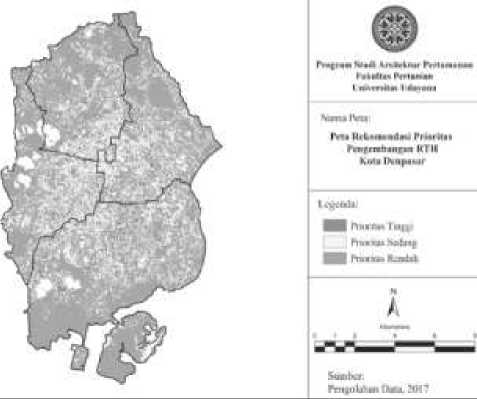 Program Studi Arsitektur Pertamanan
Fakultas Pertanian
Universitas Udayana
Nama Peta:
Peta Rekomendasi Prioritas
Pengembangan RTH
Kota Denpasar
Legenda:
Prioritas Tinggi
Prioritas Sedang
Prioritas Rendah
N
Kilometers
Sumber:
Pengolahan Data, 2017